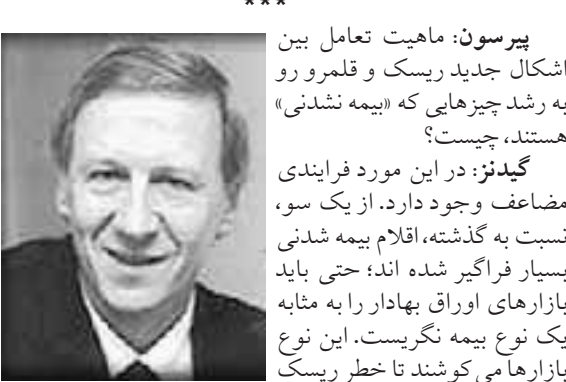 ***
پیرسون: ماهیت تعامل بین
اشکال جدید ریسک و قلمرو رو
به رشد چیزهایی که «بیمه نشدنی»
هستند، چیست؟
گیدنز: در این مورد فرایندی
مضاعف وجود دارد. از یک سو،
نسبت به گذشته، اقلام بیمه شدنی
بسیار فراگیر شده اند؛ حتی باید
بازارهای اوراق بهادار را به مثابه
یک نوع بیمه نگریست. این نوع
بازارها می‌کوشند تا خطر ریسک